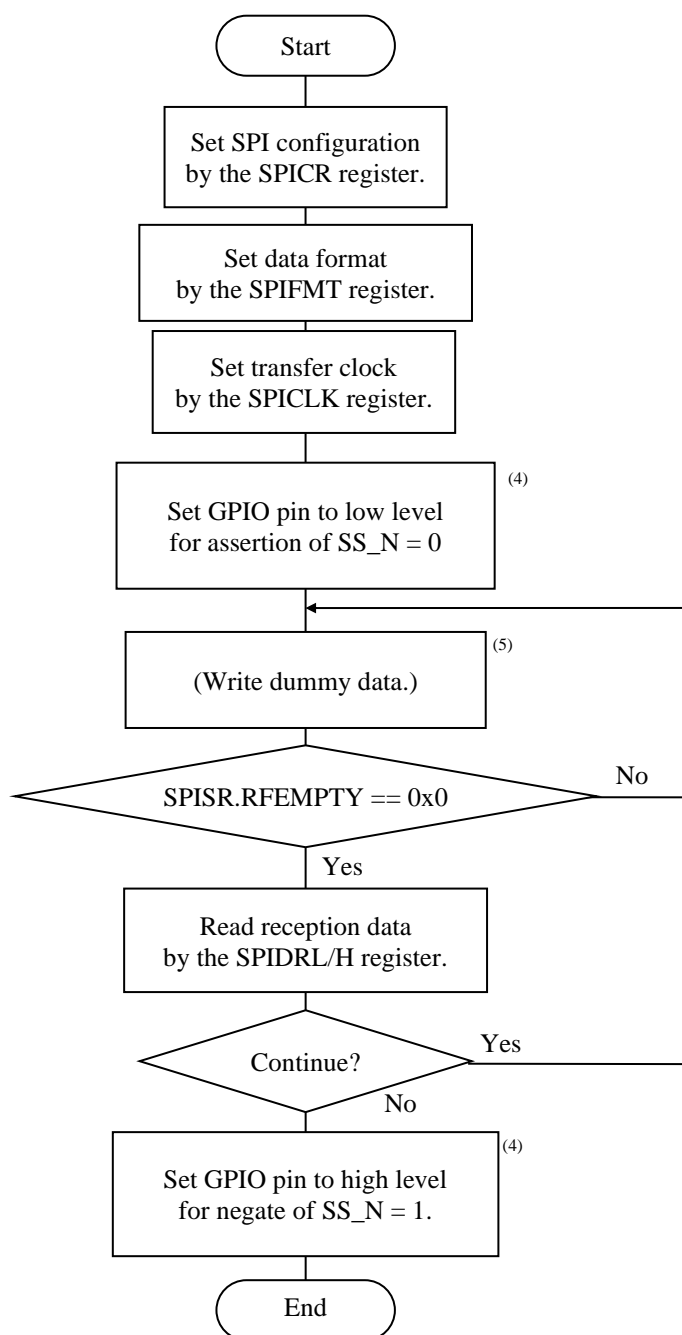 Start
Set SPI configuration
by the SPICR register.
Set data format
by the SPIFMT register.
Set transfer clock
by the SPICLK register.
(4)
Set GPIO pin to low level
for assertion of SS_N = 0
(5)
(Write dummy data.)
SPISR.RFEMPTY == 0x0
No
Yes
Read reception data
by the SPIDRL/H register.
Continue?
Yes
No
(4)
Set GPIO pin to high level
for negate of SS_N = 1.
End